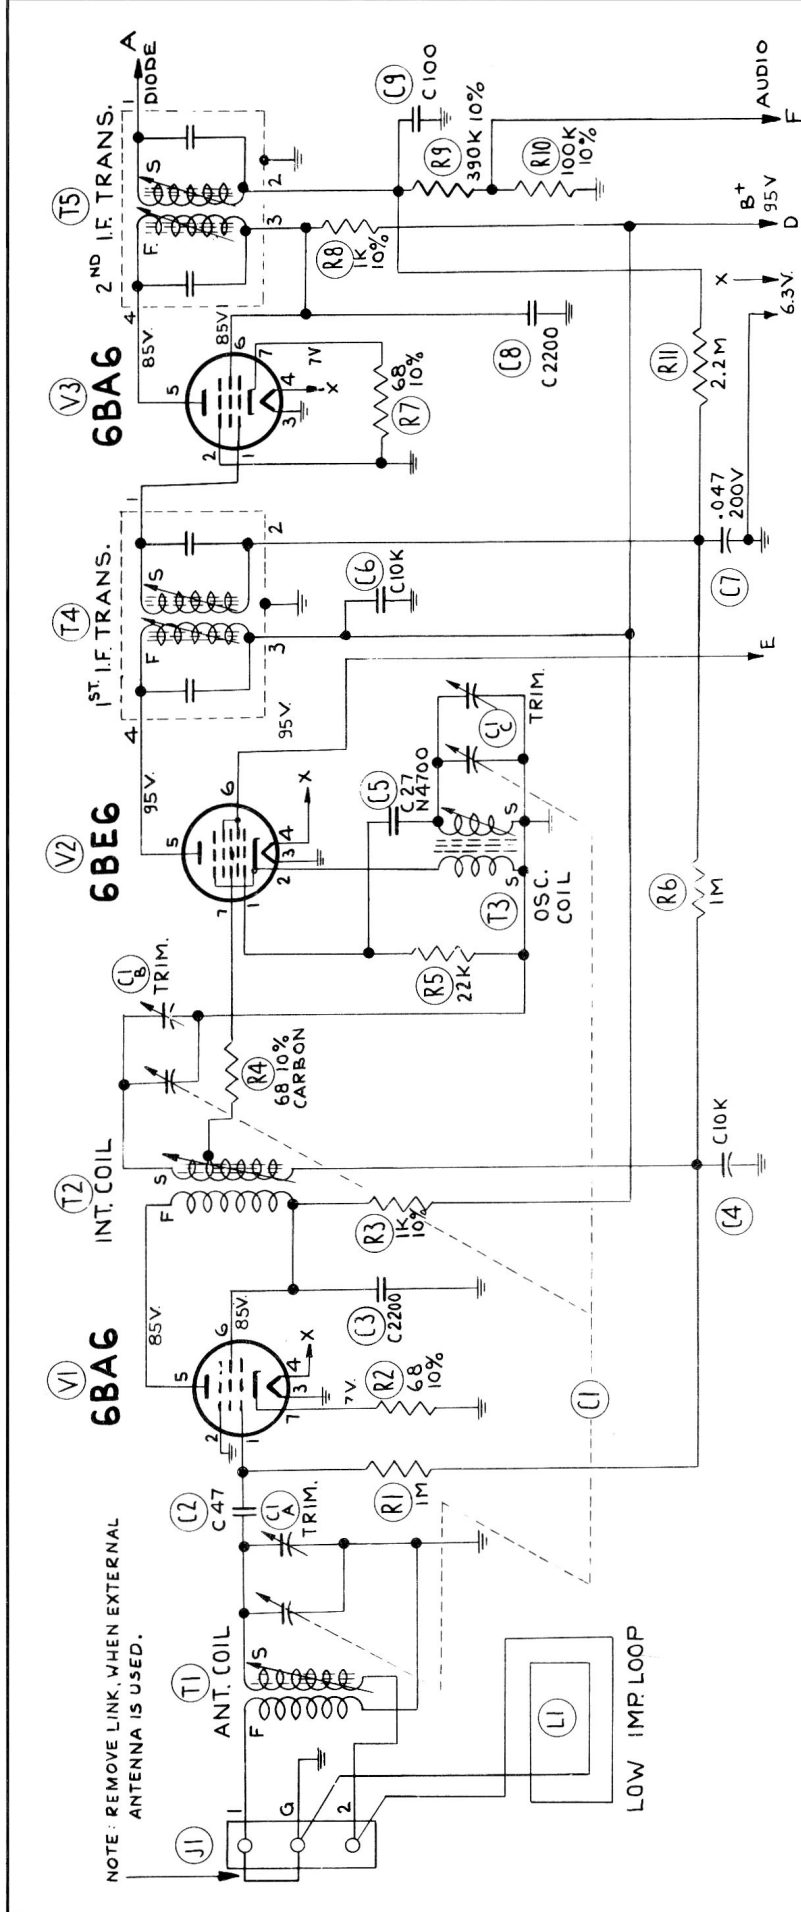 NOTE: REMOVE LINK, WHEN EXTERNAL
ANTENNA IS USED.
J1
1
G
2
L1
LOW IMP. LOOP
T1
ANT. COIL
F
S
C2
C 47
C1
A
TRIM.
R1
1M
V1
6BA6
5
6
2
1
7
3
4
X
85V.
85V.
7V.
R2
68
10%
C3
C2200
R3
1K
10%
T2
INT. COIL
F
S
C1
B
TRIM.
R4
68 10%
CARBON
C1
C4
C10K
V2
6BE6
5
6
7
1
2
3
4
X
95V.
95V.
R5
22K
T3
OSC.
COIL
S
S
C5
C 27
N4700
C1
C
TRIM.
R6
1M
E
T4
1ST. I.F. TRANS.
4
1
F
S
3
2
C6
C10K
C7
.047
200V
V3
6BA6
5
6
7
2
1
3
4
X
85V.
85V
7V
R7
68
10%
C8
C2200
R8
1K
10%
R11
2.2M
T5
2ND I.F. TRANS.
4
1
F.
S
3
2
A
DIODE
C9
C100
R9
390K 10%
R10
100K
10%
AUDIO
F
B+
95V
D
X
6.3V.